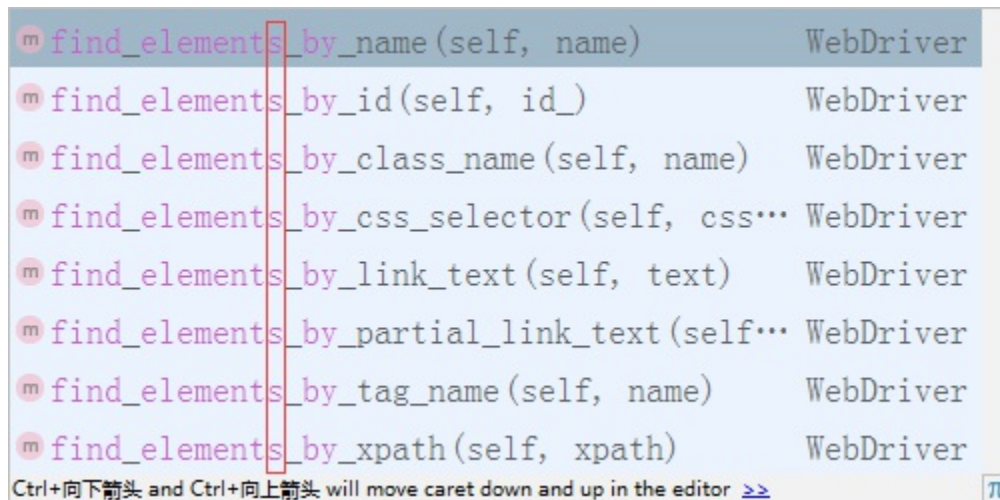 m find_elements_by_name(self, name) WebDriver
m find_elements_by_id(self, id_) WebDriver
m find_elements_by_class_name(self, name) WebDriver
m find_elements_by_css_selector(self, css… WebDriver
m find_elements_by_link_text(self, text) WebDriver
m find_elements_by_partial_link_text(self… WebDriver
m find_elements_by_tag_name(self, name) WebDriver
m find_elements_by_xpath(self, xpath) WebDriver
Ctrl+向下箭头 and Ctrl+向上箭头 will move caret down and up in the editor >> π